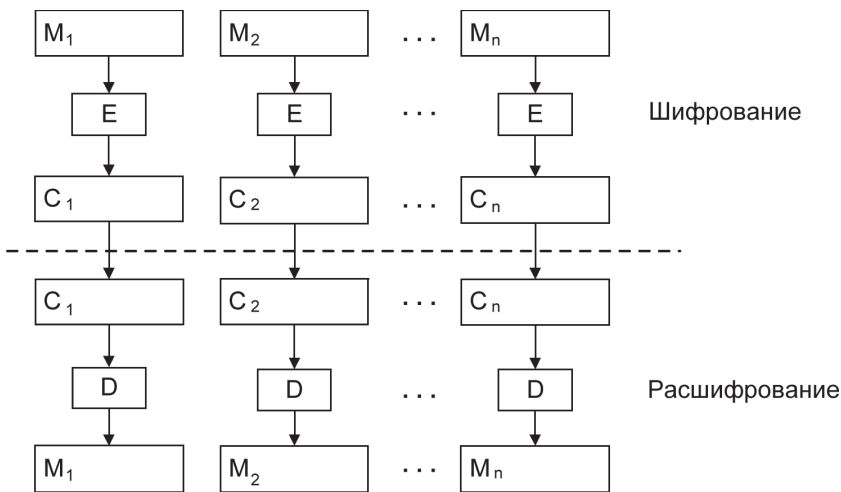 M1 M2 ... Mn
E E ... E Шифрование
C1 C2 ... Cn
C1 C2 ... Cn
D D ... D Расшифрование
M1 M2 ... Mn